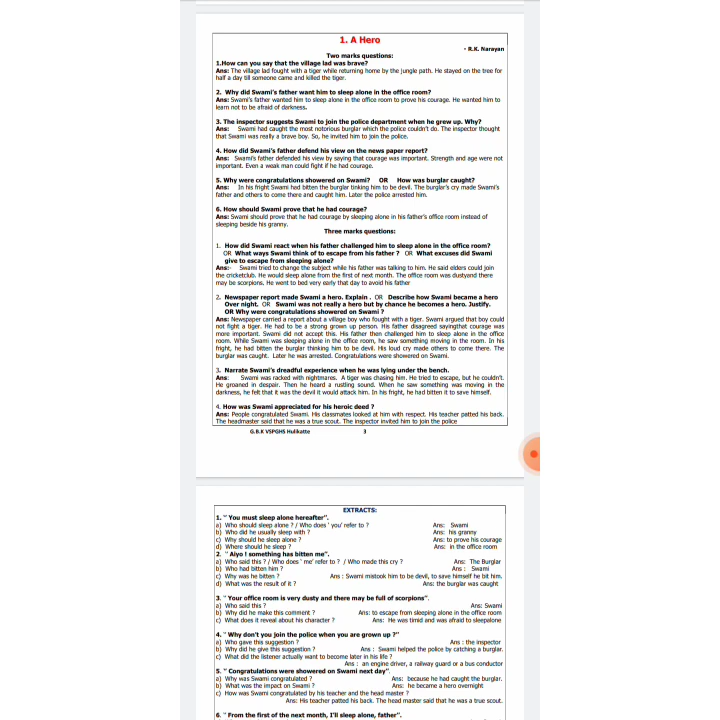 1. A Hero
- R.K. Narayan
Two marks questions:
1.How can you say that the village lad was brave?
Ans: The village lad fought with a tiger while returning home by the jungle path. He stayed on the tree for
half a day till someone came and killed the tiger.
2. Why did Swami's father want him to sleep alone in the office room?
Ans: Swami's father wanted him to sleep alone in the office room to prove his courage. He wanted him to
learn not to be afraid of darkness.
3. The inspector suggests Swami to join the police department when he grew up. Why?
Ans: Swami had caught the most notorious burglar which the police couldn't do. The inspector thought
that Swami was really a brave boy. So, he invited him to join the police.
4. How did Swami's father defend his view on the news paper report?
Ans: Swami's father defended his view by saying that courage was important. Strength and age were not
important. Even a weak man could fight if he had courage.
5. Why were congratulations showered on Swami? OR How was burglar caught?
Ans: In his fright Swami had bitten the burglar tinking him to be devil. The burglar's cry made Swami's
father and others to come there and caught him. Later the police arrested him.
6. How should Swami prove that he had courage?
Ans: Swami should prove that he had courage by sleeping alone in his father's office room instead of
sleeping beside his granny.
Three marks questions:
1. How did Swami react when his father challenged him to sleep alone in the office room?
OR What ways Swami think of to escape from his father ? OR What excuses did Swami
give to escape from sleeping alone?
Ans:- Swami tried to change the subject while his father was talking to him. He said elders could join
the cricketclub. He would sleep alone from the first of next month. The office room was dustyand there
may be scorpions. He went to bed very early that day to avoid his father
2. Newspaper report made Swami a hero. Explain . OR Describe how Swami became a hero
Over night. OR Swami was not really a hero but by chance he becomes a hero. Justify.
OR Why were congratulations showered on Swami ?
Ans: Newspaper carried a report about a village boy who fought with a tiger. Swami argued that boy could
not fight a tiger. He had to be a strong grown up person. His father disagreed sayingthat courage was
more important. Swami did not accept this. His father then challenged him to sleep alone in the office
room. While Swami was sleeping alone in the office room, he saw something moving in the room. In his
fright, he had bitten the burglar thinking him to be devil. His loud cry made others to come there. The
burglar was caught. Later he was arrested. Congratulations were showered on Swami.
3. Narrate Swami's dreadful experience when he was lying under the bench.
Ans: Swami was racked with nightmares. A tiger was chasing him. He tried to escape, but he couldn't.
He groaned in despair. Then he heard a rustling sound. When he saw something was moving in the
darkness, he felt that it was the devil it would attack him. In his fright, he had bitten it to save himself.
4. How was Swami appreciated for his heroic deed ?
Ans: People congratulated Swami. His classmates looked at him with respect. His teacher patted his back.
The headmaster said that he was a true scout. The inspector invited him to join the police
G.B.K VSPGHS Hulikatte 3
EXTRACTS:
1. " You must sleep alone hereafter".
a) Who should sleep alone ? / Who does ' you' refer to ? Ans: Swami
b) Who did he usually sleep with ? Ans: his granny
c) Why should he sleep alone ? Ans: to prove his courage
d) Where should he sleep ? Ans: in the office room
2. " Aiyo ! something has bitten me".
a) Who said this ? / Who does ' me' refer to ? / Who made this cry ? Ans: The Burglar
b) Who had bitten him ? Ans : Swami
c) Why was he bitten ? Ans : Swami mistook him to be devil, to save himself he bit him.
d) What was the result of it ? Ans: the burglar was caught
3. " Your office room is very dusty and there may be full of scorpions".
a) Who said this ? Ans: Swami
b) Why did he make this comment ? Ans: to escape from sleeping alone in the office room
c) What does it reveal about his character ? Ans: He was timid and was afraid to sleepalone
4. " Why don't you join the police when you are grown up ?"
a) Who gave this suggestion ? Ans : the inspector
b) Why did he give this suggestion ? Ans : Swami helped the police by catching a burglar.
c) What did the listener actually want to become later in his life ?
Ans : an engine driver, a railway guard or a bus conductor
5. " Congratulations were showered on Swami next day".
a) Why was Swami congratulated ? Ans: because he had caught the burglar.
b) What was the impact on Swami ? Ans: he became a hero overnight
c) How was Swami congratulated by his teacher and the head master ?
Ans: His teacher patted his back. The head master said that he was a true scout.
6. " From the first of the next month, I'll sleep alone, father".